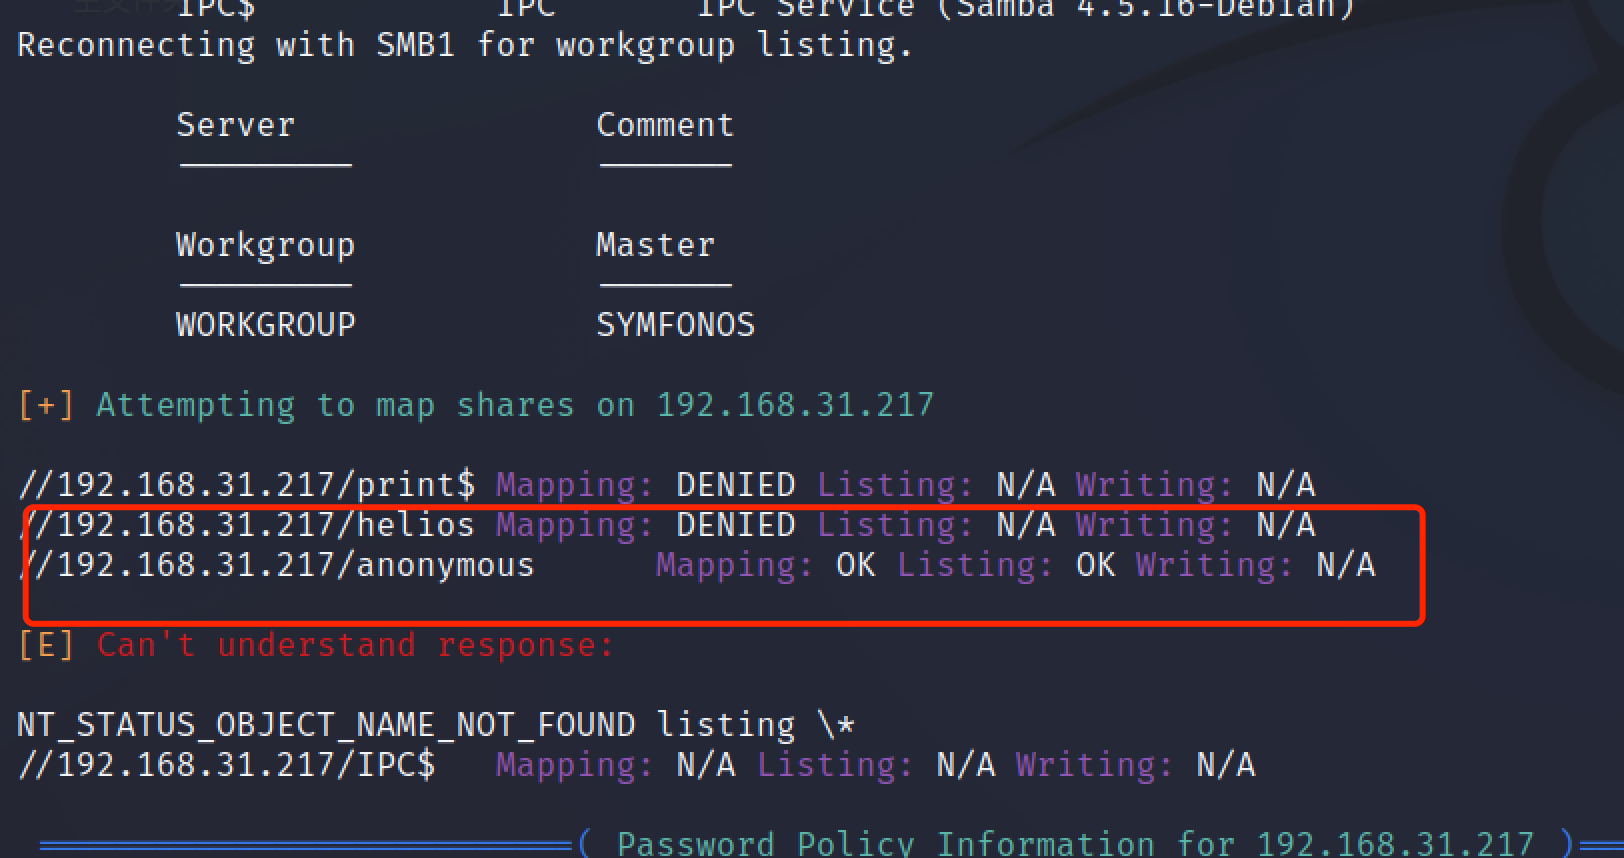 IPC$ IPC IPC Service (Samba 4.5.16-Debian)
Reconnecting with SMB1 for workgroup listing.
Server Comment
Workgroup Master
WORKGROUP SYMFONOS
[+] Attempting to map shares on 192.168.31.217
//192.168.31.217/print$ Mapping: DENIED Listing: N/A Writing: N/A
//192.168.31.217/helios Mapping: DENIED Listing: N/A Writing: N/A
//192.168.31.217/anonymous Mapping: OK Listing: OK Writing: N/A
[E] Can't understand response:
NT_STATUS_OBJECT_NAME_NOT_FOUND listing \*
//192.168.31.217/IPC$ Mapping: N/A Listing: N/A Writing: N/A
( Password Policy Information for 192.168.31.217 )